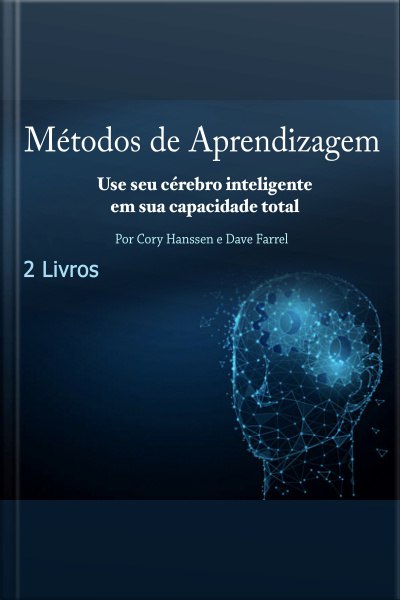 Métodos de Aprendizagem
Use seu cérebro inteligente
em sua capacidade total
Por Cory Hanssen e Dave Farrel
2 Livros